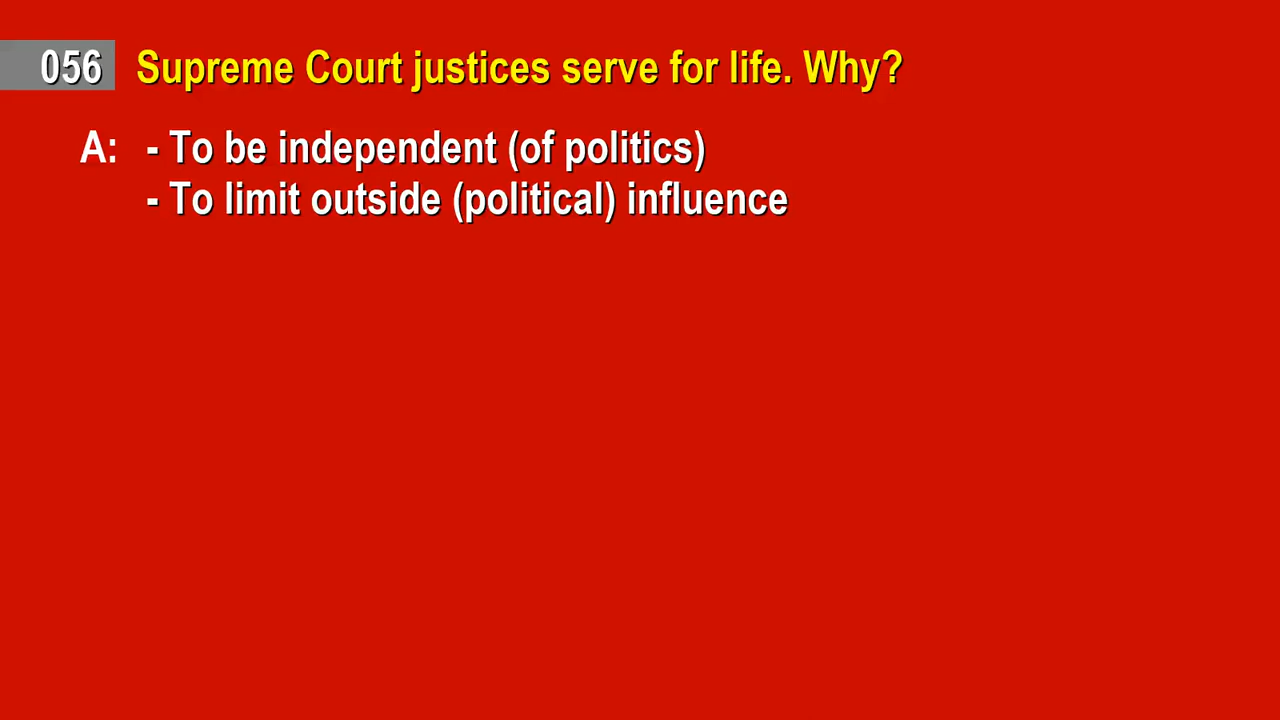 056 Supreme Court justices serve for life. Why?
A: - To be independent (of politics)
- To limit outside (political) influence